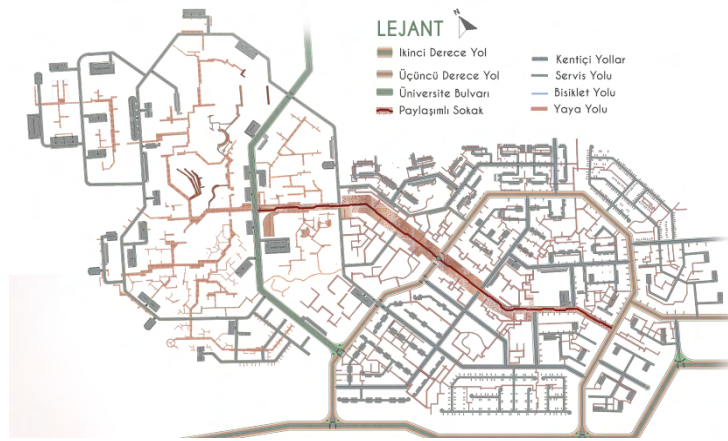 LEJANT
N
Ikinci Derece Yol
Üçüncü Derece Yol
Üniversite Bulvarı
Paylaşımlı Sokak
Kentiçi Yollar
Servis Yolu
Bisiklet Yolu
Yaya Yolu